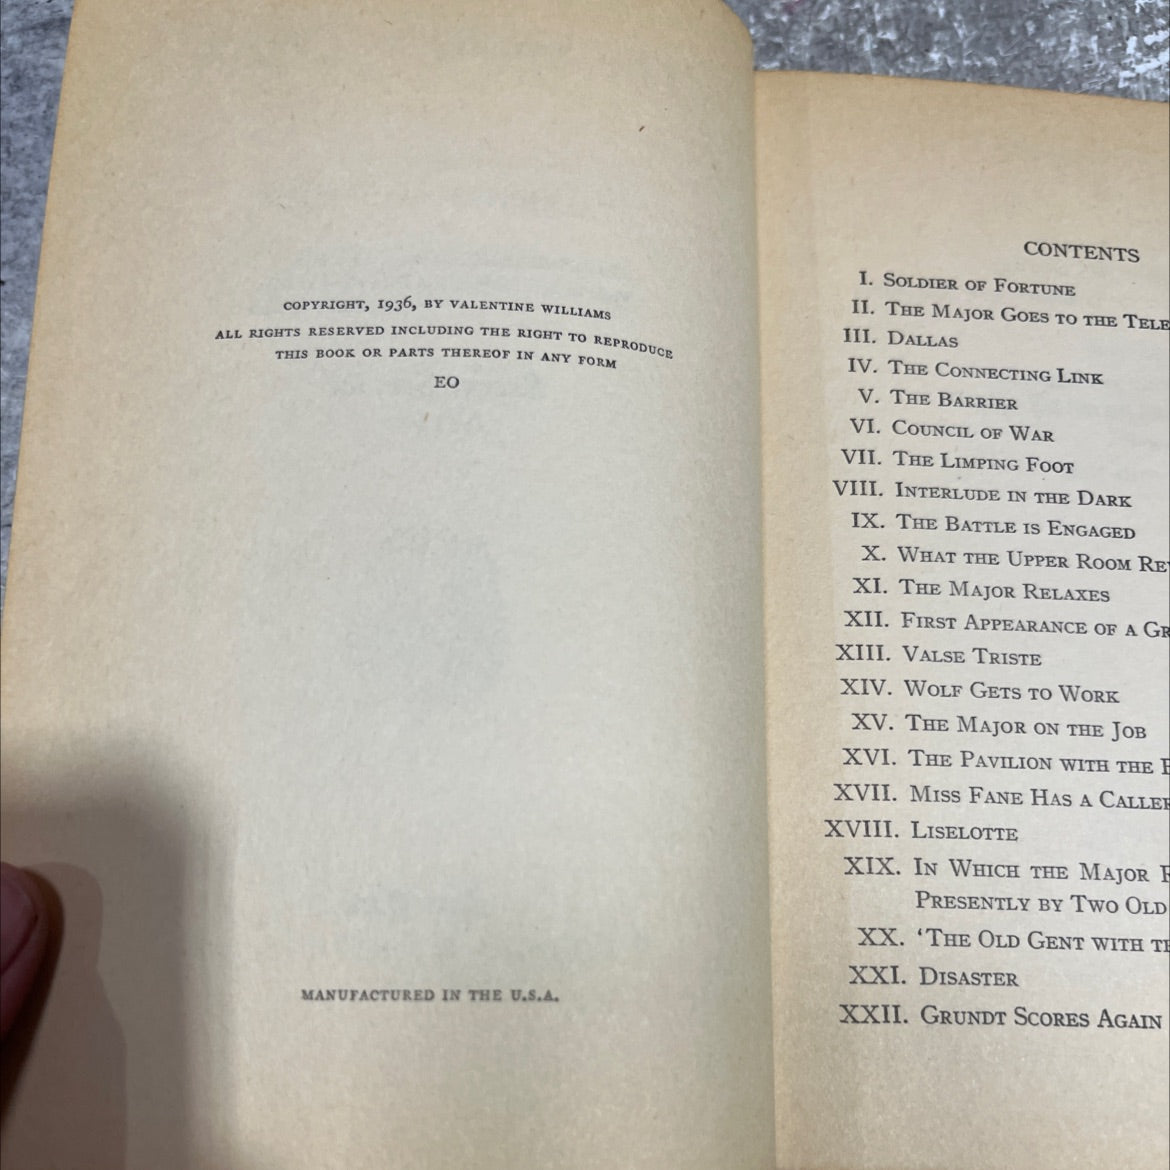 COPYRIGHT, 1936, BY VALENTINE WILLIAMS
ALL RIGHTS RESERVED INCLUDING THE RIGHT TO REPRODUCE
THIS BOOK OR PARTS THEREOF IN ANY FORM
EO
MANUFACTURED IN THE U.S.A.
CONTENTS
I. SOLDIER OF FORTUNE
II. THE MAJOR GOES TO THE
III. DALLAS
IV. THE CONNECTING LINK
V. THE BARRIER
VI. COUNCIL OF WAR
VII. THE LIMPING FOOT
VIII. INTERLUDE IN THE DARK
IX. THE BATTLE IS ENGAGED
X. WHAT THE UPPER ROOM
XI. THE MAJOR RELAXES
XII. FIRST APPEARANCE OF A
XIII. VALSE TRISTE
XIV. WOLF GETS TO WORK
XV. THE MAJOR ON THE JOB
XVI. THE PAVILION WITH THE
XVII. MISS FANE HAS A CALLER
XVIII. LISELOTTE
XIX. IN WHICH THE MAJOR
PRESENTLY BY TWO OLD
XX. ‘THE OLD GENT WITH
XXI. DISASTER
XXII. GRUNDT SCORES AGAIN